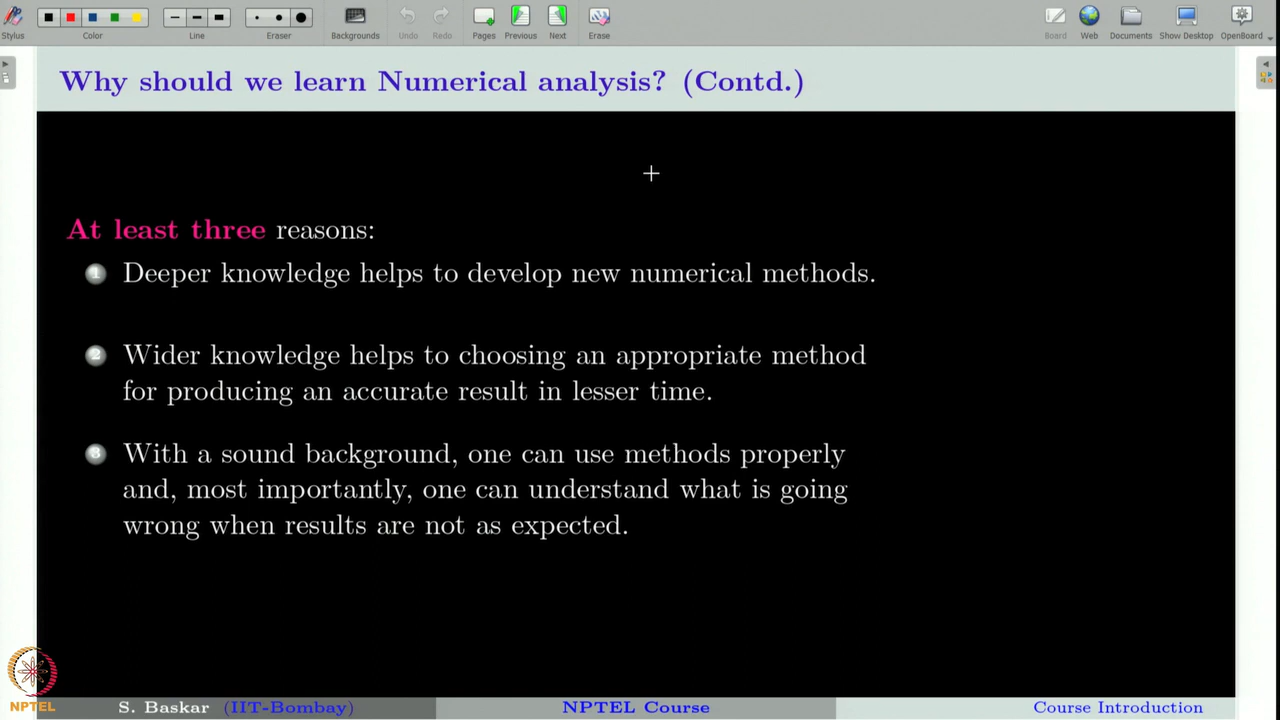 Stylus
Color
Line
Eraser
Backgrounds
Undo
Redo
Pages
Previous
Next
Erase
Board
Web
Documents
Show Desktop
OpenBoard
Why should we learn Numerical analysis? (Contd.)
At least three reasons:
1 Deeper knowledge helps to develop new numerical methods.
2 Wider knowledge helps to choosing an appropriate method
for producing an accurate result in lesser time.
3 With a sound background, one can use methods properly
and, most importantly, one can understand what is going
wrong when results are not as expected.
NPTEL
S. Baskar (IIT-Bombay)
NPTEL Course
Course Introduction